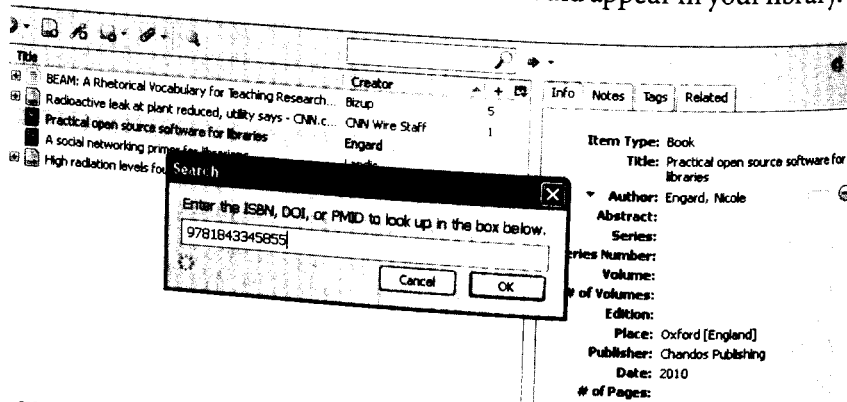 appear in your library.
Title
Creator
BEAM: A Rhetorical Vocabulary for Teaching Research...
Bizup
5
Radioactive leak at plant reduced, utility says - CNN.c...
CNN Wire Staff
1
Practical open source software for libraries
Engard
A social networking primer for
High radiation levels fou
Search
Enter the ISBN, DOI, or PMID to look up in the box below.
9781843345855
Cancel
OK
Info
Notes
Tags
Related
Item Type: Book
Title: Practical open source software for
libraries
Author: Engard, Nicole
Abstract:
Series:
eries Number:
Volume:
# of Volumes:
Edition:
Place: Oxford [England]
Publisher: Chandos Publishing
Date: 2010
# of Pages: